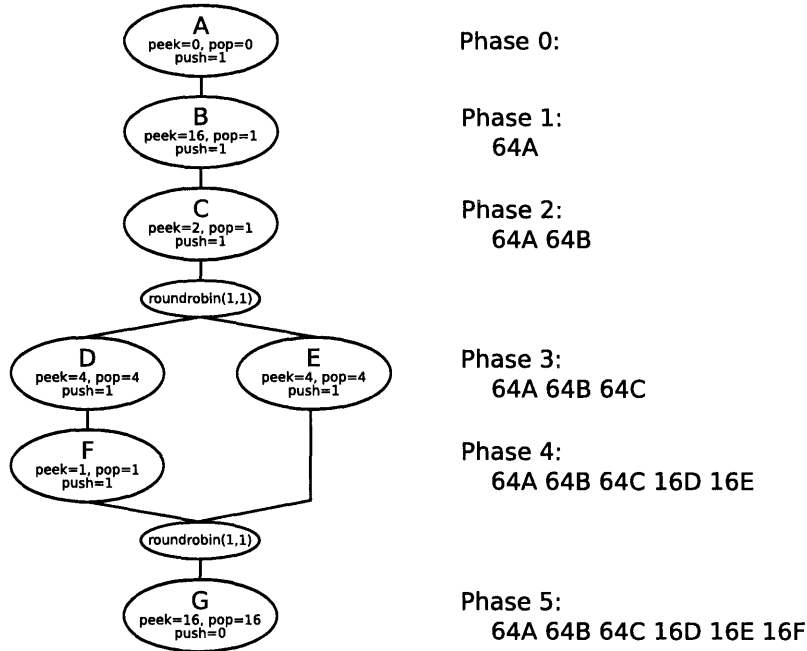 A
peek=0, pop=0
push=1
Phase 0:
B
peek=16, pop=1
push=1
Phase 1:
64A
C
peek=2, pop=1
push=1
Phase 2:
64A 64B
roundrobin(1,1)
D
peek=4, pop=4
push=1
E
peek=4, pop=4
push=1
Phase 3:
64A 64B 64C
F
peek=1, pop=1
push=1
Phase 4:
64A 64B 64C 16D 16E
roundrobin(1,1)
G
peek=16, pop=16
push=0
Phase 5:
64A 64B 64C 16D 16E 16F